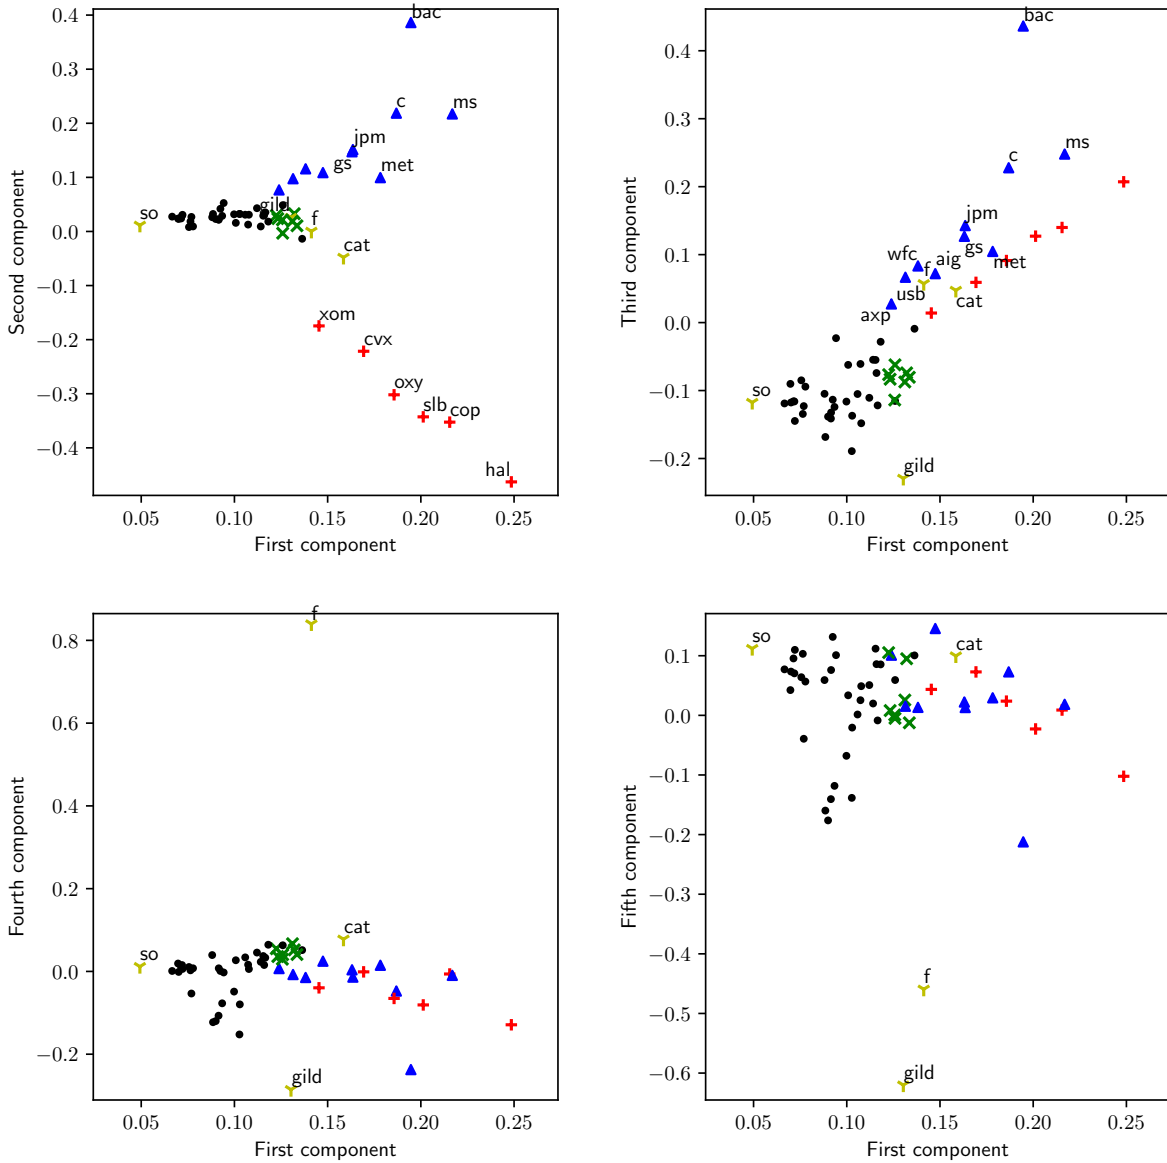 bac
c
ms
jpm
gs
met
gild
so
f
cat
xom
cvx
oxy
slb
cop
hal
0.4
0.3
0.2
0.1
0.0
−0.1
−0.2
−0.3
−0.4
Second component
0.05 0.10 0.15 0.20 0.25
First component
bac
ms
c
jpm
gs
wfc
aig
met
f
usb
cat
axp
so
gild
0.4
0.3
0.2
0.1
0.0
−0.1
−0.2
Third component
0.05 0.10 0.15 0.20 0.25
First component
f
cat
so
gild
0.8
0.6
0.4
0.2
0.0
−0.2
Fourth component
0.05 0.10 0.15 0.20 0.25
First component
so
cat
f
gild
0.1
0.0
−0.1
−0.2
−0.3
−0.4
−0.5
−0.6
Fifth component
0.05 0.10 0.15 0.20 0.25
First component